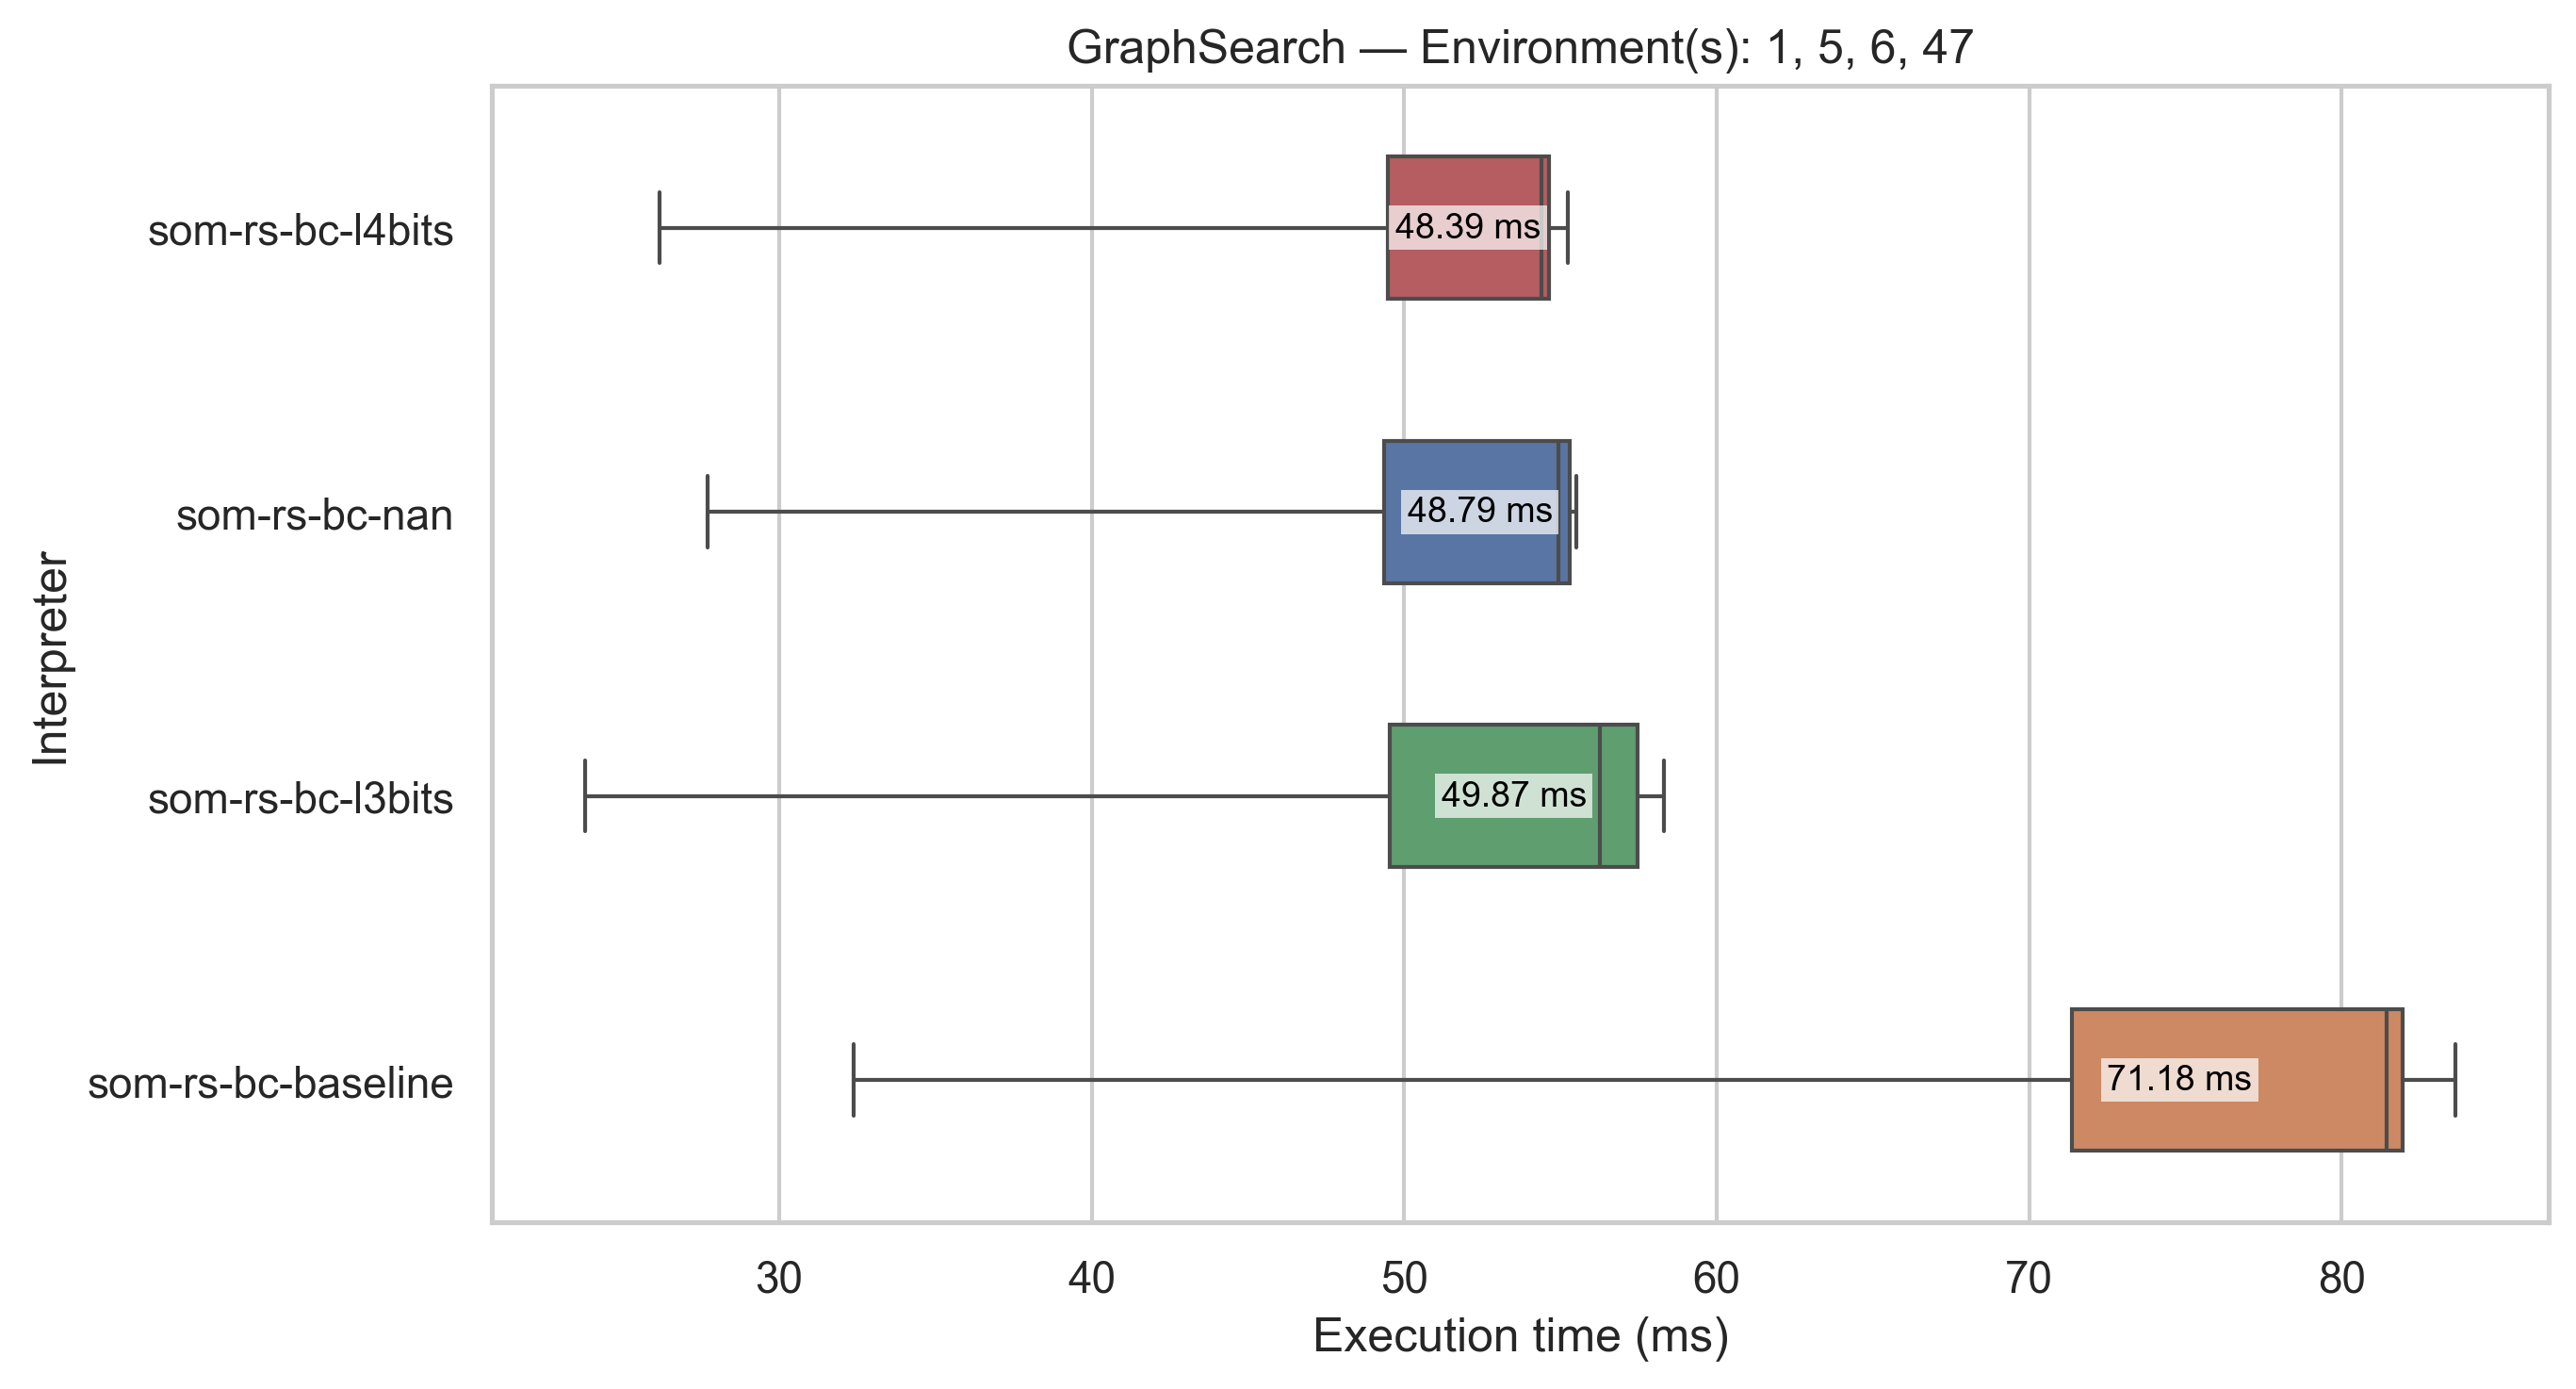 GraphSearch — Environment(s): 1, 5, 6, 47
Interpreter
som-rs-bc-l4bits
48.39 ms
som-rs-bc-nan
48.79 ms
som-rs-bc-l3bits
49.87 ms
som-rs-bc-baseline
71.18 ms
30 40 50 60 70 80
Execution time (ms)